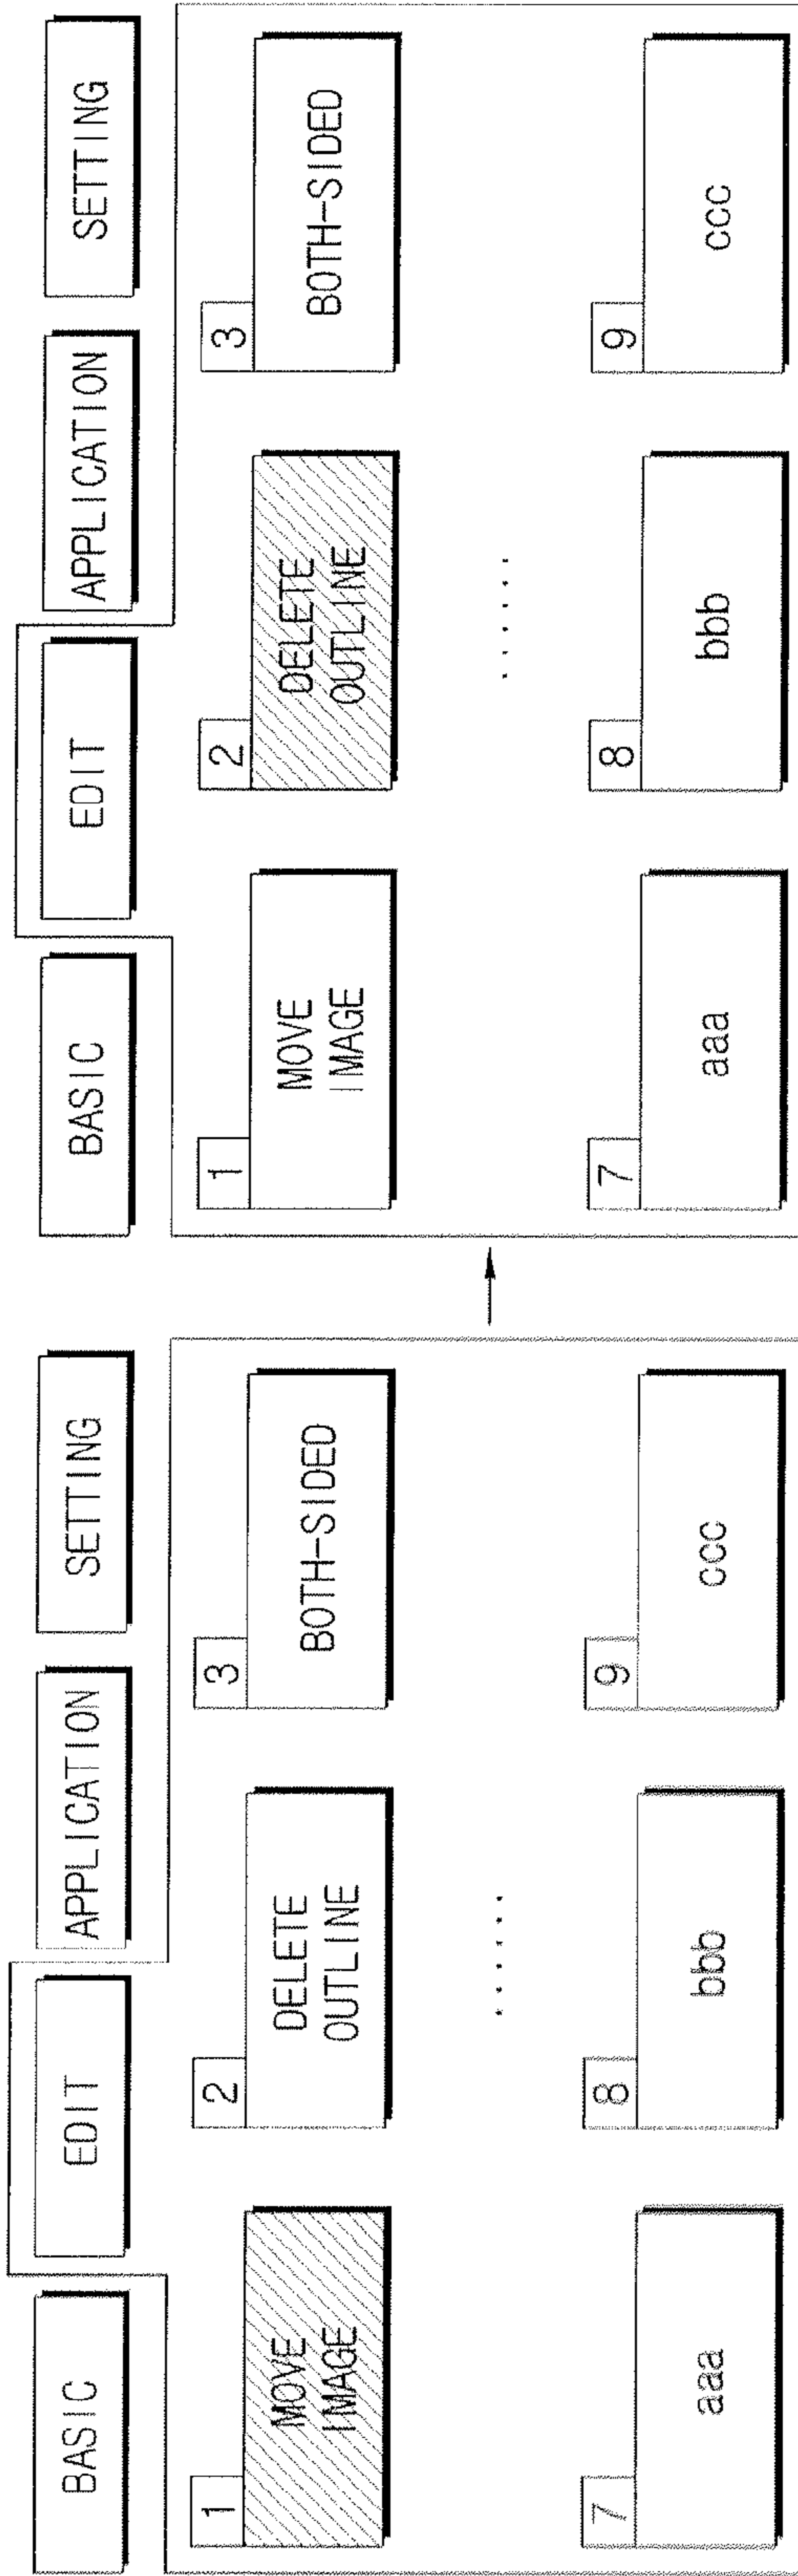 BASIC
EDIT
APPLICATION
SETTING
1
MOVE
IMAGE
2
DELETE
OUTLINE
3
BOTH-SIDED
......
7
aaa
8
bbb
9
ccc
BASIC
EDIT
APPLICATION
SETTING
1
MOVE
IMAGE
2
DELETE
OUTLINE
3
BOTH-SIDED
......
7
aaa
8
bbb
9
ccc